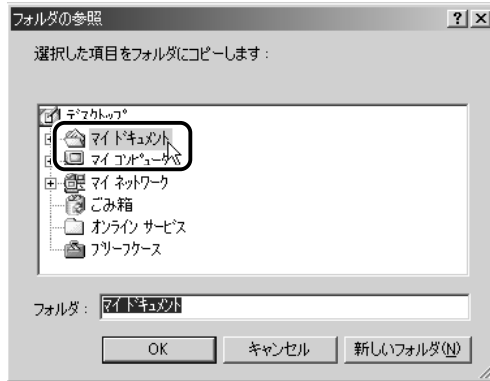 フォルダの参照
選択した項目をフォルダにコピーします:
デスクトップ
マイ ドキュメント
マイ コンピュータ
マイ ネットワーク
ごみ箱
オンライン サービス
ブリーフケース
フォルダ: マイ ドキュメント
OK キャンセル 新しいフォルダ(N)